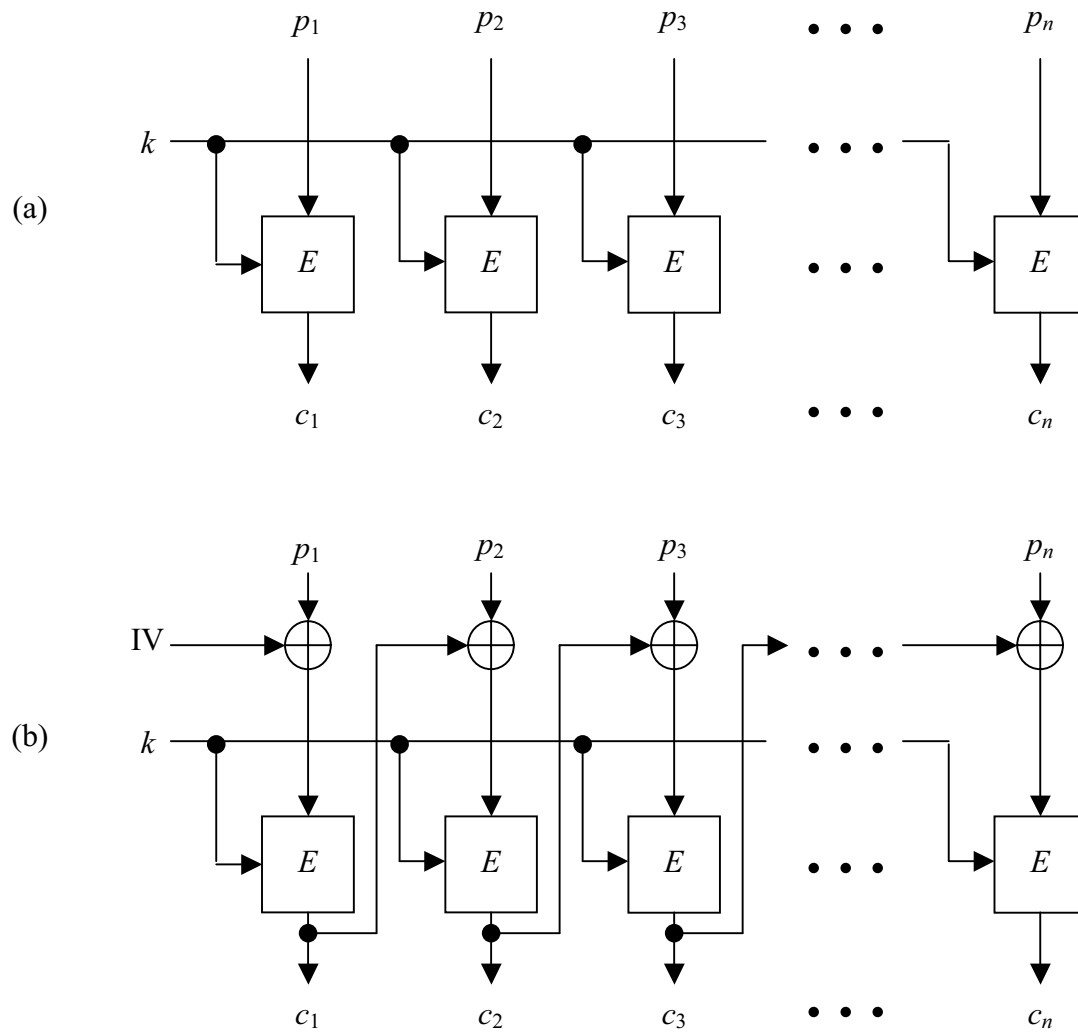 p₁ p₂ p₃ • • • pₙ
k • • •
(a)
E E E • • • E
c₁ c₂ c₃ • • • cₙ
p₁ p₂ p₃ pₙ
IV • • •
(b) k • • •
E E E • • • E
c₁ c₂ c₃ • • • cₙ